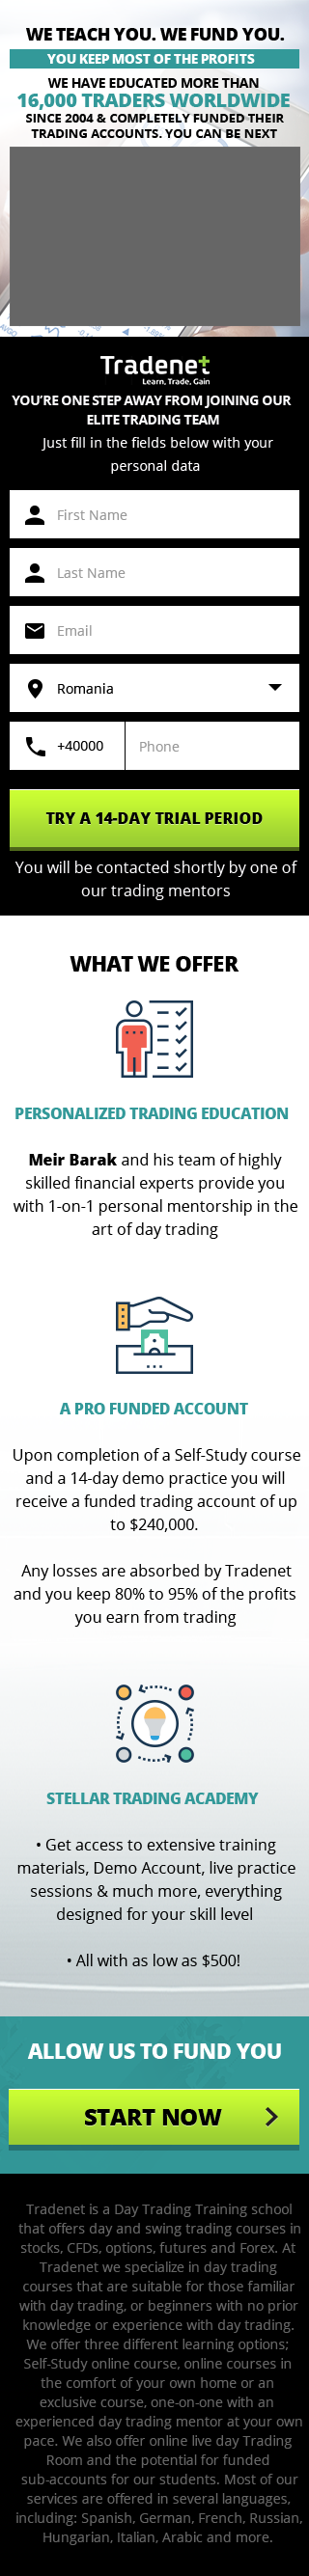 WE TEACH YOU. WE FUND YOU.
YOU KEEP MOST OF THE PROFITS
WE HAVE EDUCATED MORE THAN
16,000 TRADERS WORLDWIDE
SINCE 2004 & COMPLETELY FUNDED THEIR
TRADING ACCOUNTS. YOU CAN BE NEXT
Tradenet
Learn, Trade, Gain
YOU'RE ONE STEP AWAY FROM JOINING OUR
ELITE TRADING TEAM
Just fill in the fields below with your
personal data
First Name
Last Name
Email
Romania
+40000 Phone
TRY A 14-DAY TRIAL PERIOD
You will be contacted shortly by one of
our trading mentors
WHAT WE OFFER
PERSONALIZED TRADING EDUCATION
Meir Barak and his team of highly
skilled financial experts provide you
with 1-on-1 personal mentorship in the
art of day trading
A PRO FUNDED ACCOUNT
Upon completion of a Self-Study course
and a 14-day demo practice you will
receive a funded trading account of up
to $240,000.
Any losses are absorbed by Tradenet
and you keep 80% to 95% of the profits
you earn from trading
STELLAR TRADING ACADEMY
• Get access to extensive training
materials, Demo Account, live practice
sessions & much more, everything
designed for your skill level
• All with as low as $500!
ALLOW US TO FUND YOU
START NOW
Tradenet is a Day Trading Training school
that offers day and swing trading courses in
stocks, CFDs, options, futures and Forex. At
Tradenet we specialize in day trading
courses that are suitable for those familiar
with day trading, or beginners with no prior
knowledge or experience with day trading.
We offer three different learning options;
Self-Study online course, online courses in
the comfort of your own home or an
exclusive course, one-on-one with an
experienced day trading mentor at your own
pace. We also offer online live day Trading
Room and the potential for funded
sub-accounts for our students. Most of our
services are offered in several languages,
including: Spanish, German, French, Russian,
Hungarian, Italian, Arabic and more.